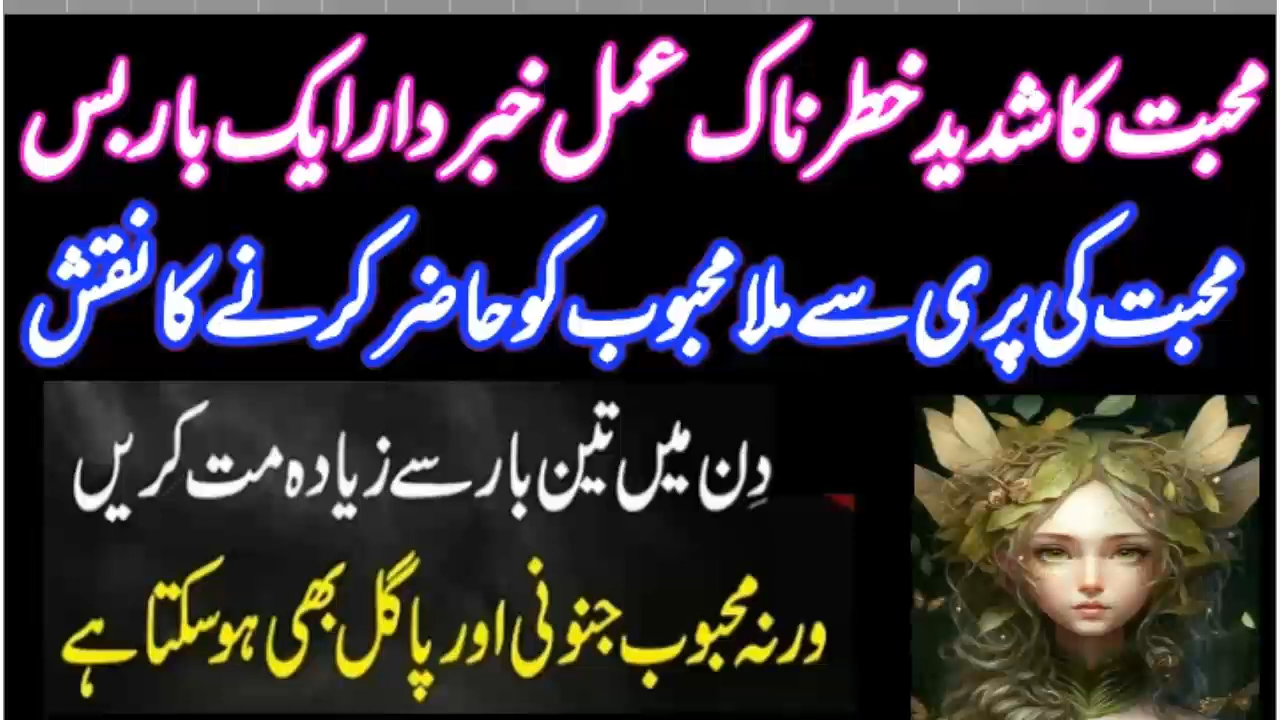 محبت کا شدید خطرناک عمل خبردار ایک بار بس
محبت کی پری سے ملا محبوب کو حاضر کرنے کا نقش
دِن میں تین بار سے زیادہ مت کریں
ورنہ محبوب جنونی اور پاگل بھی ہو سکتا ہے